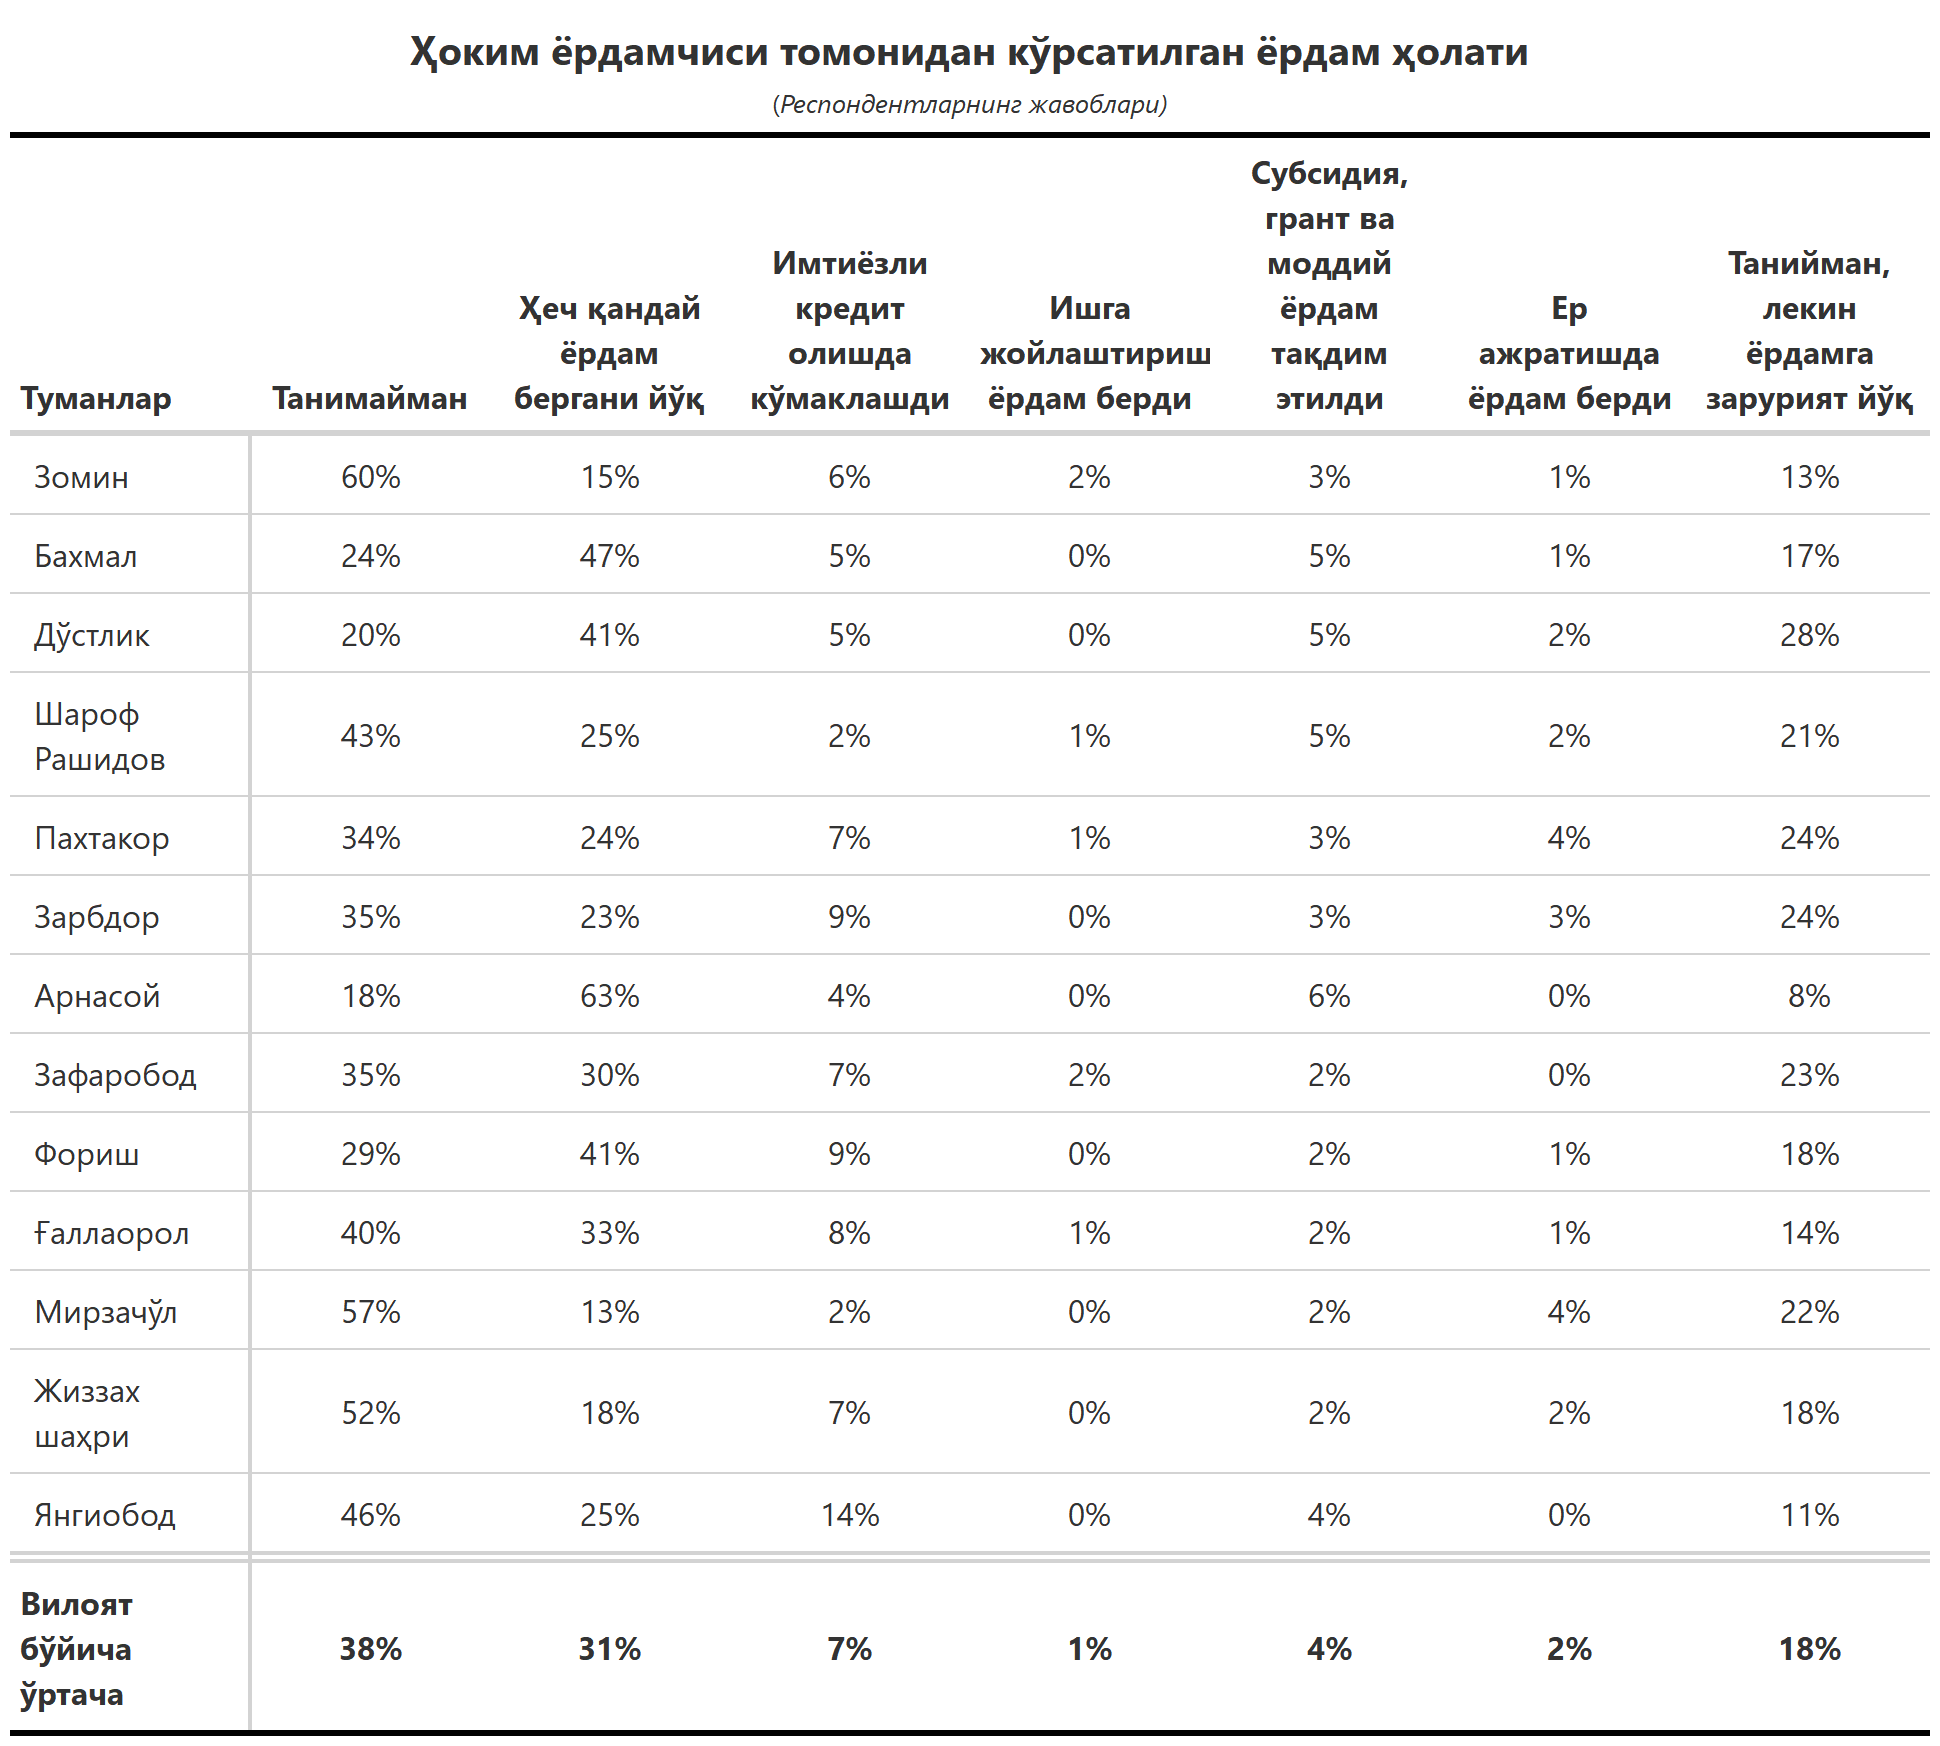 Ҳоким ёрдамчиси томонидан кўрсатилган ёрдам ҳолати
(Респондентларнинг жавоблари)
Туманлар Танимайман Ҳеч қандай ёрдам бергани йўқ Имтиёзли кредит олишда кўмаклашди Ишга жойлаштириш ёрдам берди Субсидия, грант ва моддий ёрдам тақдим этилди Ер ажратишда ёрдам берди Танийман, лекин ёрдамга зарурият йўқ
Зомин 60% 15% 6% 2% 3% 1% 13%
Бахмал 24% 47% 5% 0% 5% 1% 17%
Дўстлик 20% 41% 5% 0% 5% 2% 28%
Шароф Рашидов 43% 25% 2% 1% 5% 2% 21%
Пахтакор 34% 24% 7% 1% 3% 4% 24%
Зарбдор 35% 23% 9% 0% 3% 3% 24%
Арнасой 18% 63% 4% 0% 6% 0% 8%
Зафаробод 35% 30% 7% 2% 2% 0% 23%
Фориш 29% 41% 9% 0% 2% 1% 18%
Ғаллаорол 40% 33% 8% 1% 2% 1% 14%
Мирзачўл 57% 13% 2% 0% 2% 4% 22%
Жиззах шаҳри 52% 18% 7% 0% 2% 2% 18%
Янгиобод 46% 25% 14% 0% 4% 0% 11%
Вилоят бўйича ўртача 38% 31% 7% 1% 4% 2% 18%